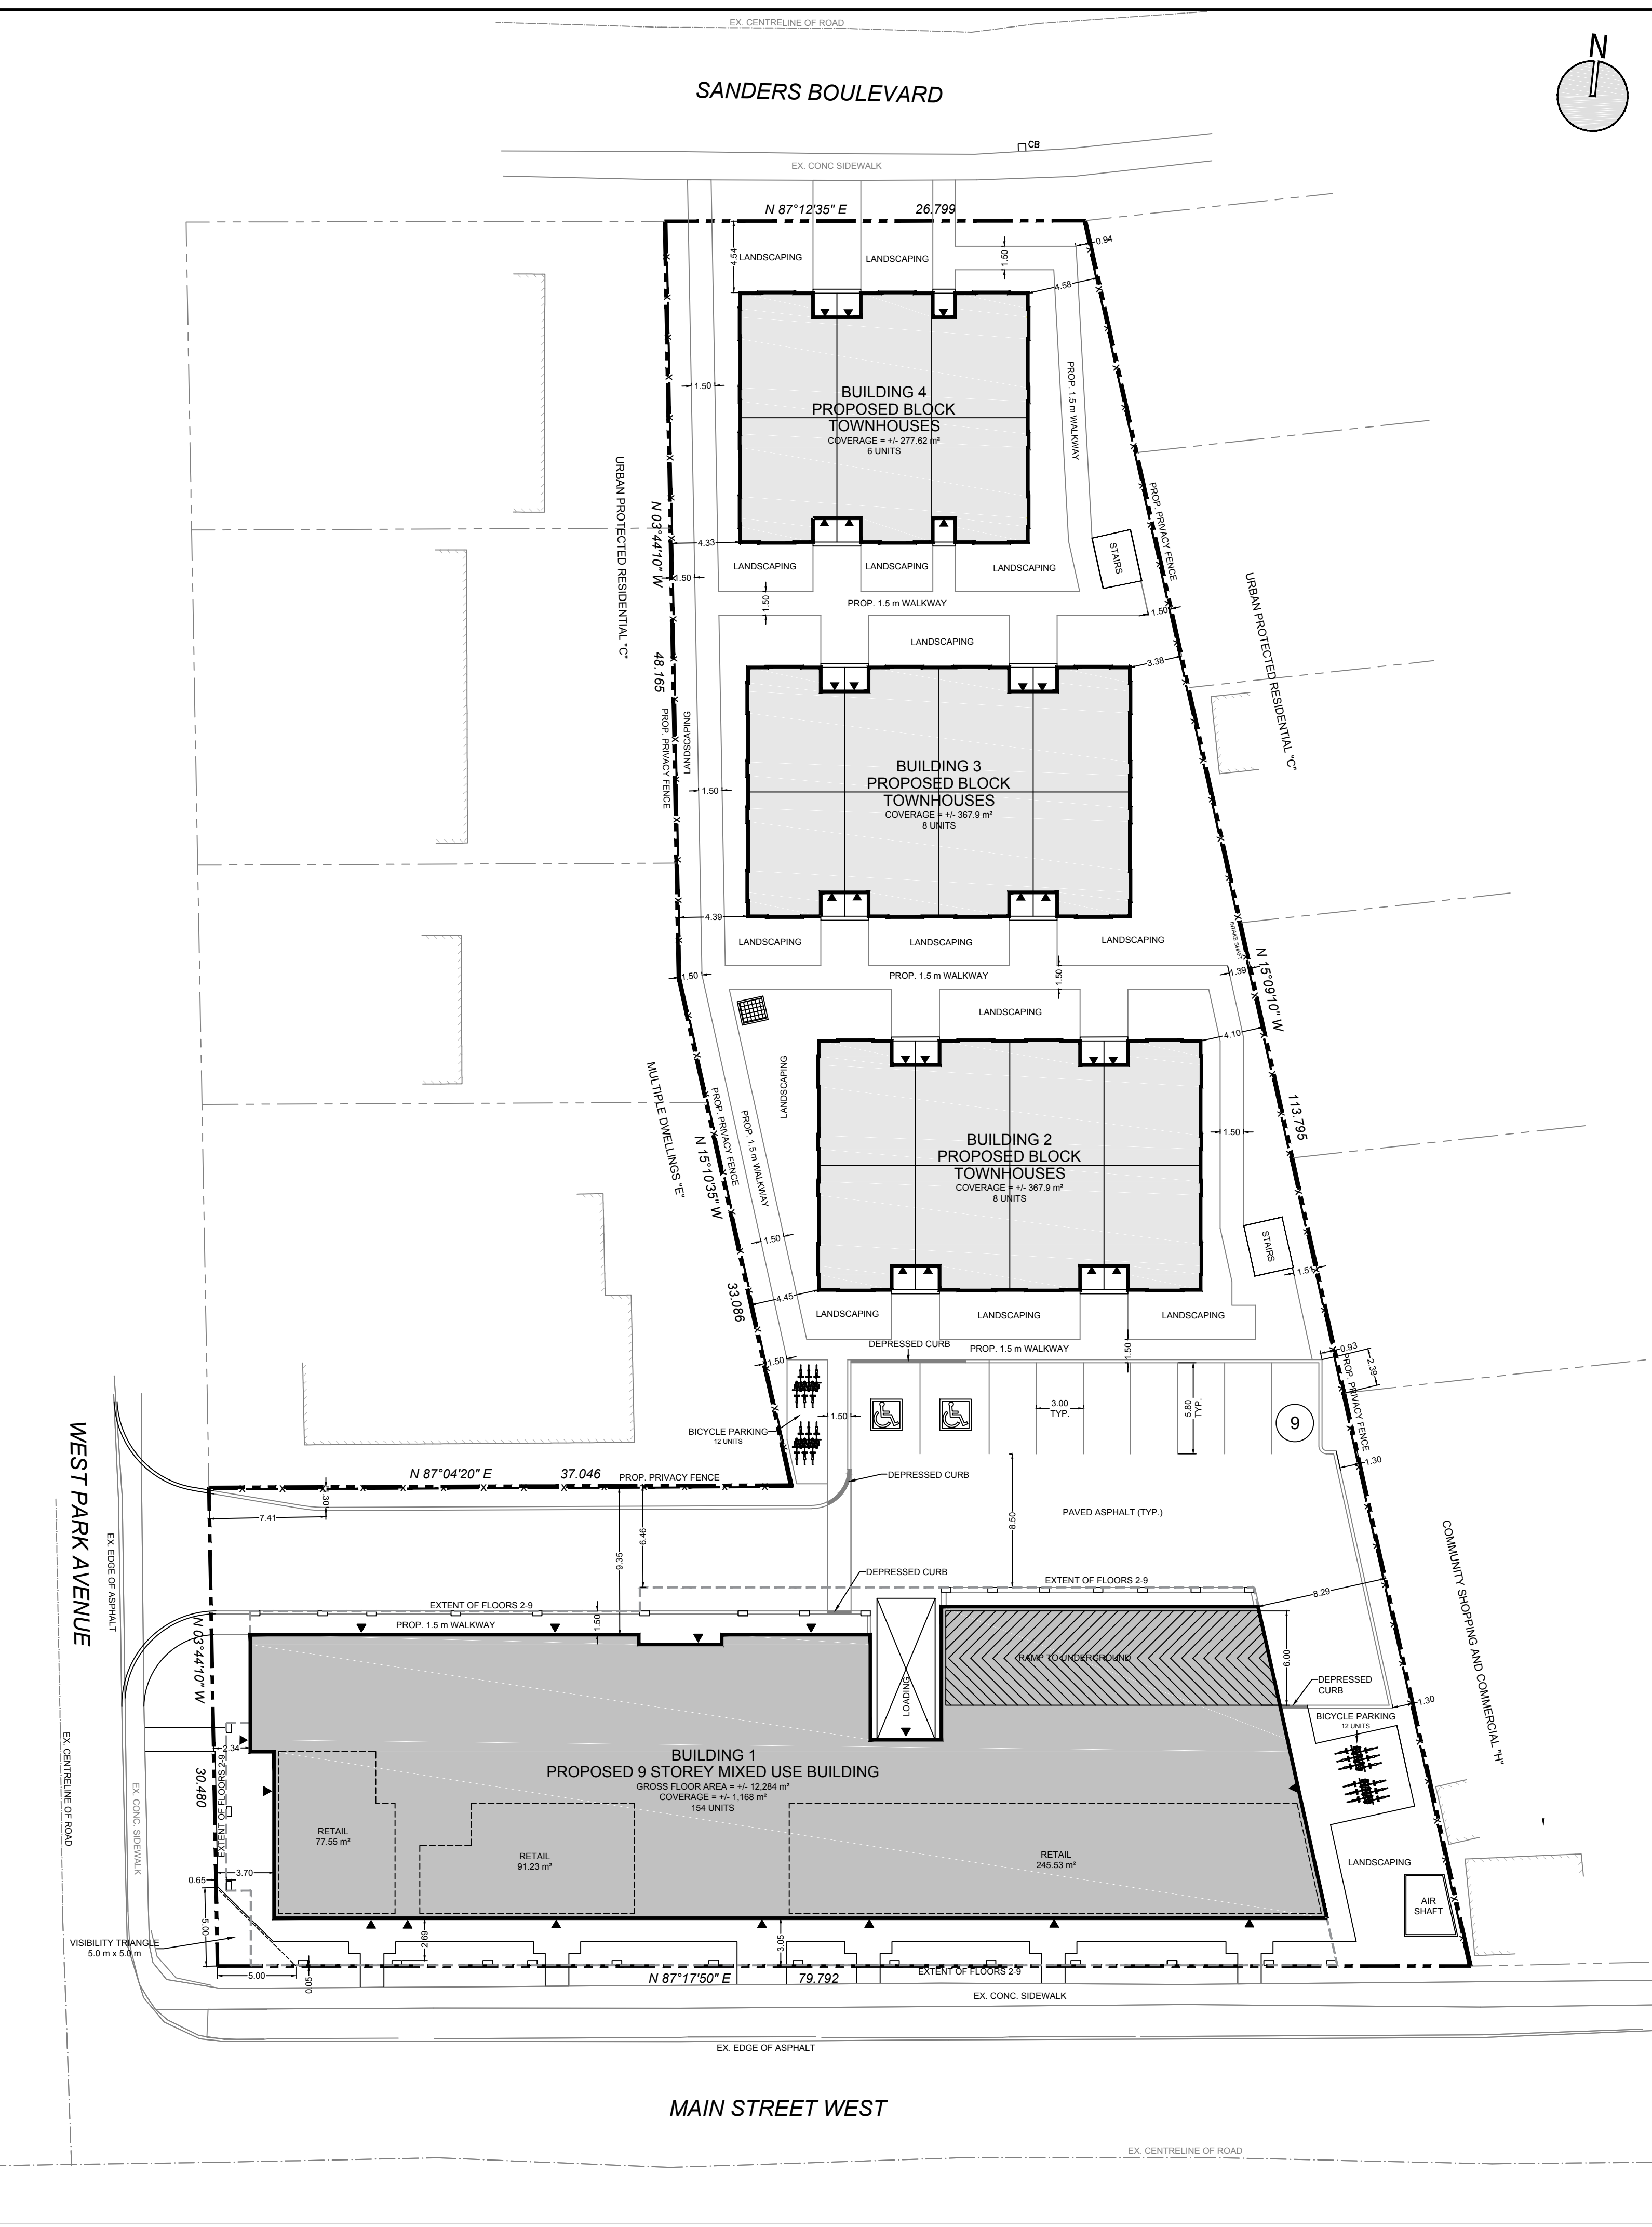 EX. CENTRELINE OF ROAD
N
SANDERS BOULEVARD
CB
EX. CONC SIDEWALK
N 87°12'35" E
26.799
0.94
4.54
LANDSCAPING
LANDSCAPING
1.50
4.58
1.50
PROP. 1.5 m WALKWAY
BUILDING 4
PROPOSED BLOCK
TOWNHOUSES
COVERAGE = +/- 277.62 m²
6 UNITS
URBAN PROTECTED RESIDENTIAL "C"
N 03°44'10" W
PROP. PRIVACY FENCE
4.33
STAIRS
LANDSCAPING
LANDSCAPING
LANDSCAPING
1.50
1.50
PROP. 1.5 m WALKWAY
1.50
URBAN PROTECTED RESIDENTIAL "C"
LANDSCAPING
48.165
3.38
PROP. PRIVACY FENCE
LANDSCAPING
BUILDING 3
PROPOSED BLOCK
TOWNHOUSES
COVERAGE = +/- 367.9 m²
8 UNITS
1.50
4.39
INTAKE SHAFT
LANDSCAPING
LANDSCAPING
LANDSCAPING
1.50
PROP. 1.5 m WALKWAY
1.50
1.39
N 15°09'10" W
LANDSCAPING
4.10
MULTIPLE DWELLINGS "E"
LANDSCAPING
PROP. PRIVACY FENCE
PROP. 1.5 m WALKWAY
N 15°10'35" W
113.795
1.50
BUILDING 2
PROPOSED BLOCK
TOWNHOUSES
COVERAGE = +/- 367.9 m²
8 UNITS
1.50
STAIRS
1.51
33.086
4.45
LANDSCAPING
LANDSCAPING
LANDSCAPING
DEPRESSED CURB
PROP. 1.5 m WALKWAY
1.50
1.50
0.93
2.39
PROP. PRIVACY FENCE
3.00
TYP.
5.80
TYP.
9
1.50
BICYCLE PARKING
12 UNITS
1.30
WEST PARK AVENUE
N 87°04'20" E
37.046
PROP. PRIVACY FENCE
DEPRESSED CURB
1.30
7.41
PAVED ASPHALT (TYP.)
8.50
6.46
9.35
EX. EDGE OF ASPHALT
COMMUNITY SHOPPING AND COMMERCIAL "H"
DEPRESSED CURB
EXTENT OF FLOORS 2-9
8.29
EXTENT OF FLOORS 2-9
PROP. 1.5 m WALKWAY
1.50
N 03°44'10" W
RAMP TO UNDERGROUND
6.00
LOADING
DEPRESSED
CURB
1.30
BICYCLE PARKING
12 UNITS
2.34
EXTENT OF FLOORS 2-9
EX. CENTRELINE OF ROAD
30.480
EX. CONC. SIDEWALK
BUILDING 1
PROPOSED 9 STOREY MIXED USE BUILDING
GROSS FLOOR AREA = +/- 12,284 m²
COVERAGE = +/- 1,168 m²
154 UNITS
RETAIL
77.55 m²
RETAIL
91.23 m²
RETAIL
245.53 m²
LANDSCAPING
3.70
0.65
AIR
SHAFT
5.00
VISIBILITY TRIANGLE
5.0 m x 5.0 m
2.69
3.05
5.00
0.05
N 87°17'50" E
79.792
EXTENT OF FLOORS 2-9
EX. CONC. SIDEWALK
EX. EDGE OF ASPHALT
MAIN STREET WEST
EX. CENTRELINE OF ROAD